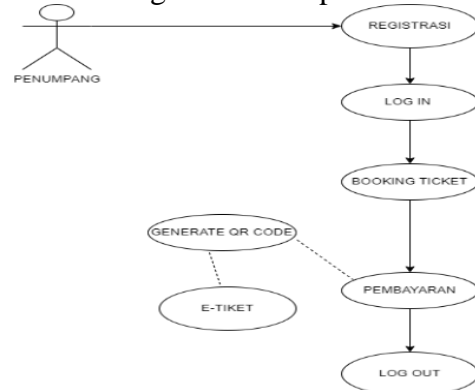 REGISTRASI
PENUMPANG
LOG IN
BOOKING TICKET
GENERATE QR CODE
PEMBAYARAN
E-TIKET
LOG OUT